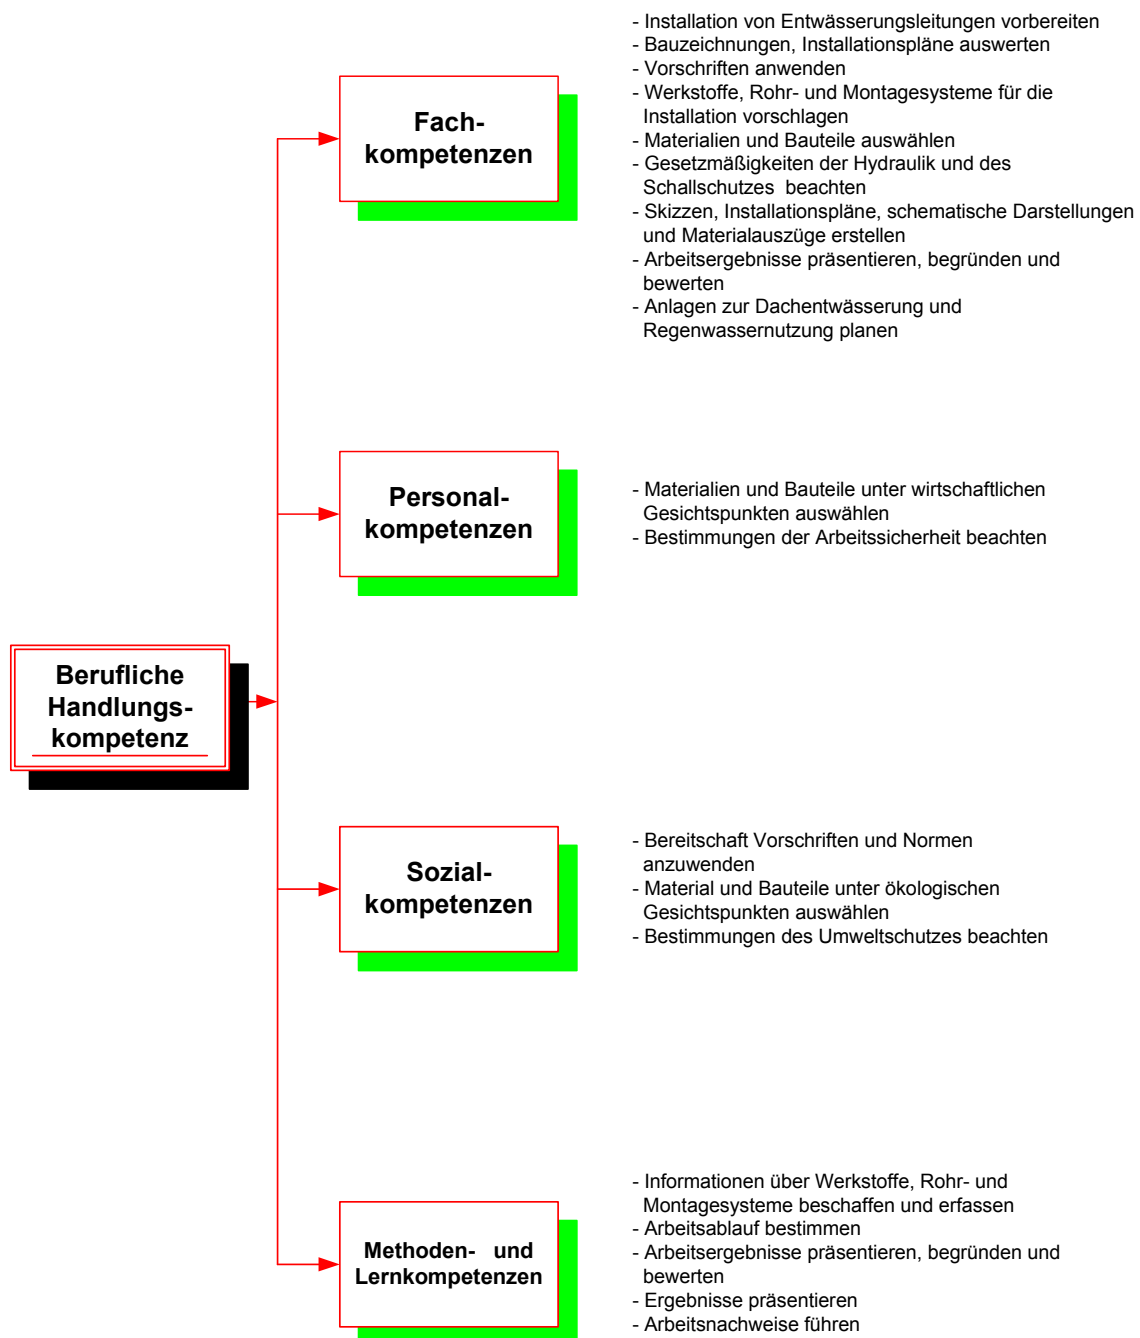 - Installation von Entwässerungsleitungen vorbereiten
- Bauzeichnungen, Installationspläne auswerten
- Vorschriften anwenden
- Werkstoffe, Rohr- und Montagesysteme für die
Installation vorschlagen
- Materialien und Bauteile auswählen
- Gesetzmäßigkeiten der Hydraulik und des
Schallschutzes beachten
- Skizzen, Installationspläne, schematische Darstellungen
und Materialauszüge erstellen
- Arbeitsergebnisse präsentieren, begründen und
bewerten
- Anlagen zur Dachentwässerung und
Regenwassernutzung planen
Fach-
kompetenzen
Personal-
kompetenzen
- Materialien und Bauteile unter wirtschaftlichen
Gesichtspunkten auswählen
- Bestimmungen der Arbeitssicherheit beachten
Berufliche
Handlungs-
kompetenz
Sozial-
kompetenzen
- Bereitschaft Vorschriften und Normen
anzuwenden
- Material und Bauteile unter ökologischen
Gesichtspunkten auswählen
- Bestimmungen des Umweltschutzes beachten
Methoden- und
Lernkompetenzen
- Informationen über Werkstoffe, Rohr- und
Montagesysteme beschaffen und erfassen
- Arbeitsablauf bestimmen
- Arbeitsergebnisse präsentieren, begründen und
bewerten
- Ergebnisse präsentieren
- Arbeitsnachweise führen